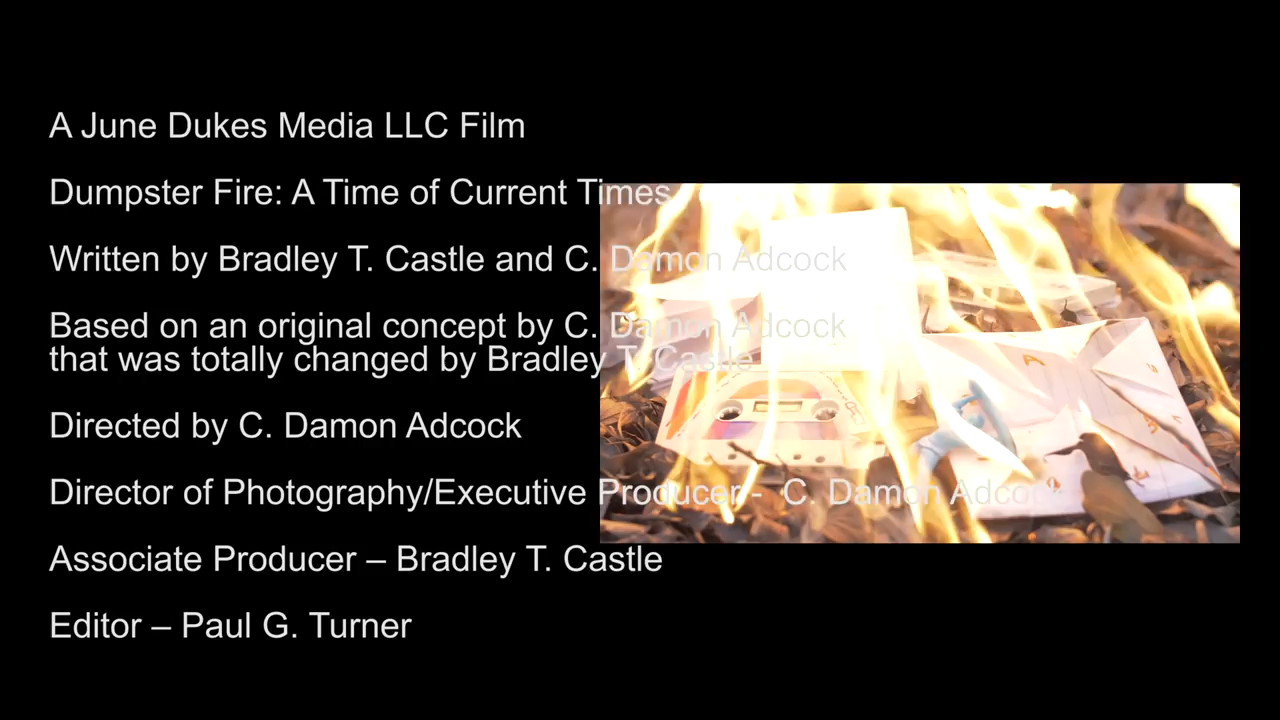 A June Dukes Media LLC Film
Dumpster Fire: A Time of Current Times
Written by Bradley T. Castle and C. Damon Adcock
Based on an original concept by C. Damon Adcock
that was totally changed by Bradley T. Castle
Directed by C. Damon Adcock
Director of Photography/Executive Producer - C. Damon Adcock
Associate Producer – Bradley T. Castle
Editor – Paul G. Turner
A